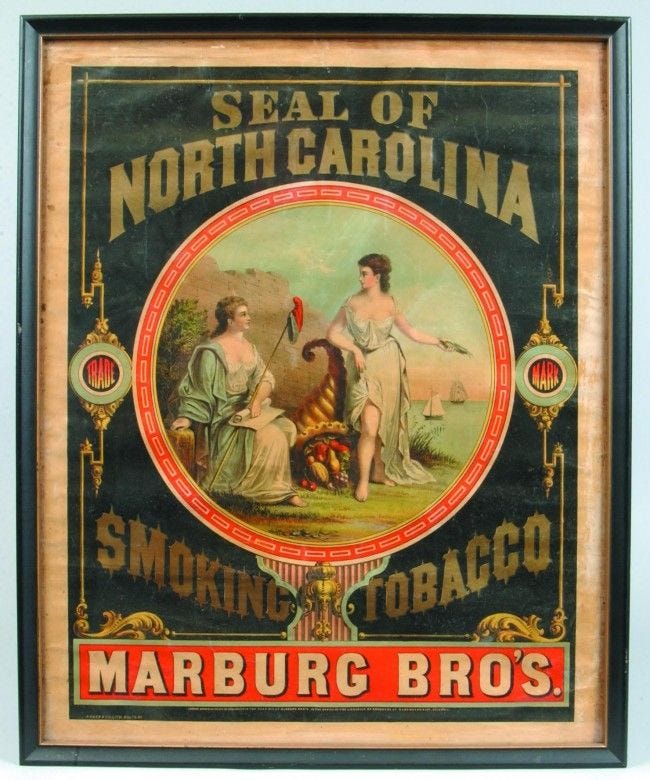 SEAL OF
NORTH CAROLINA
TRADE
MARK
SMOKING TOBACCO
MARBURG BRO'S.